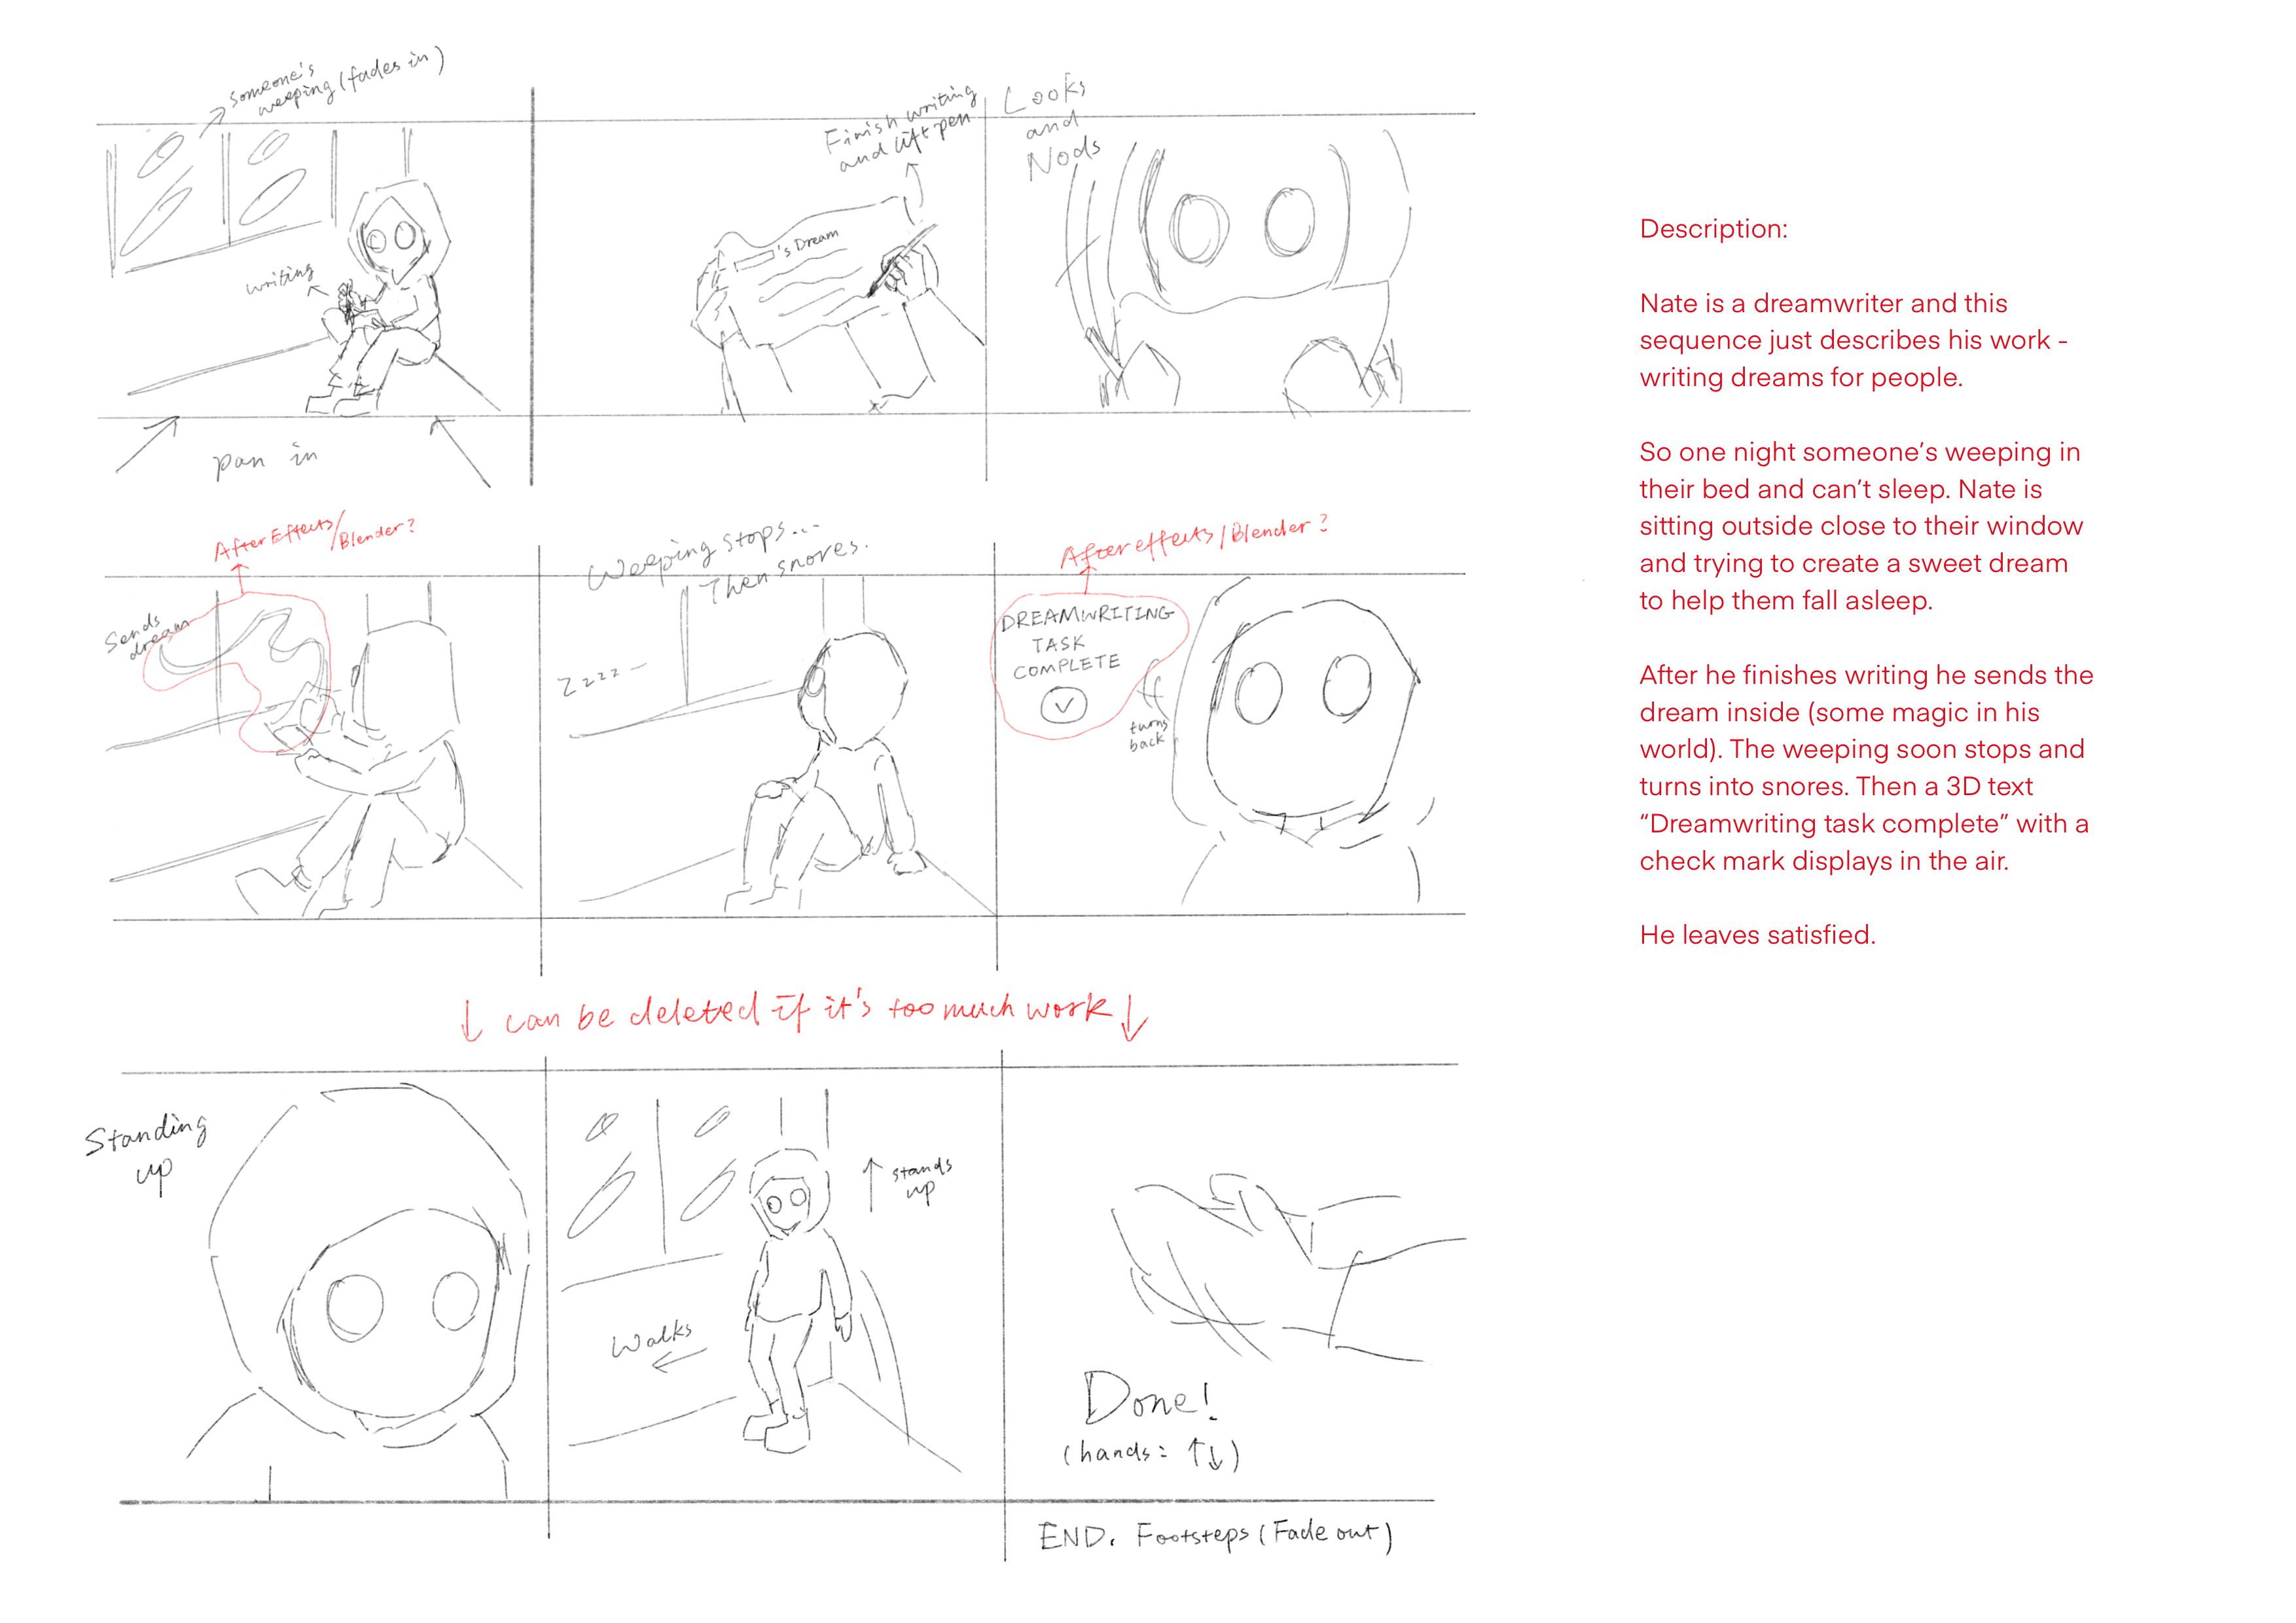 someone's
weeping (fades in)
writing
pan in
Finish writing
and lift pen
's Dream
Looks
and
Nods
After Effects/
Blender?
Sends
dream
Weeping stops...
Then snores.
Zzzz—
After effects/Blender?
DREAMWRITING
TASK
COMPLETE
turns
back
↓ can be deleted if it's too much work ↓
Standing
up
↑ stands
up
Walks
←
Done!
(hands: ↑↓)
END. Footsteps (Fade out)
Description:
Nate is a dreamwriter and this
sequence just describes his work -
writing dreams for people.
So one night someone's weeping in
their bed and can't sleep. Nate is
sitting outside close to their window
and trying to create a sweet dream
to help them fall asleep.
After he finishes writing he sends the
dream inside (some magic in his
world). The weeping soon stops and
turns into snores. Then a 3D text
“Dreamwriting task complete” with a
check mark displays in the air.
He leaves satisfied.